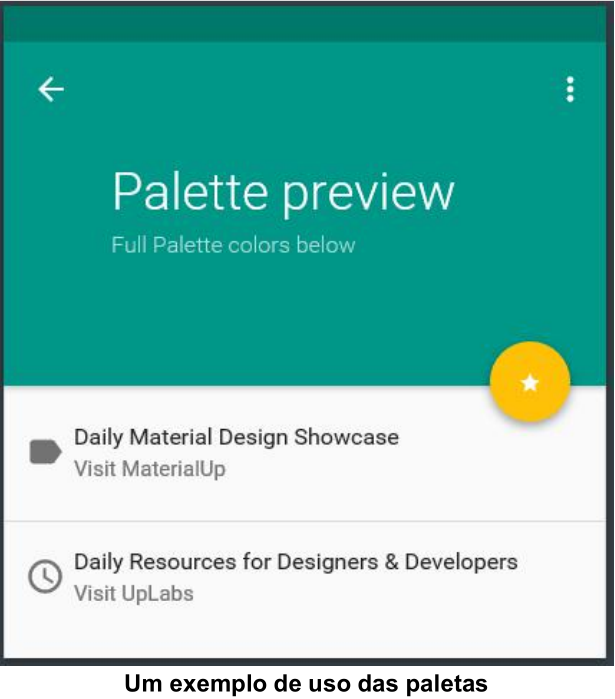 Palette preview
Full Palette colors below
Daily Material Design Showcase
Visit MaterialUp
Daily Resources for Designers & Developers
Visit UpLabs
Um exemplo de uso das paletas